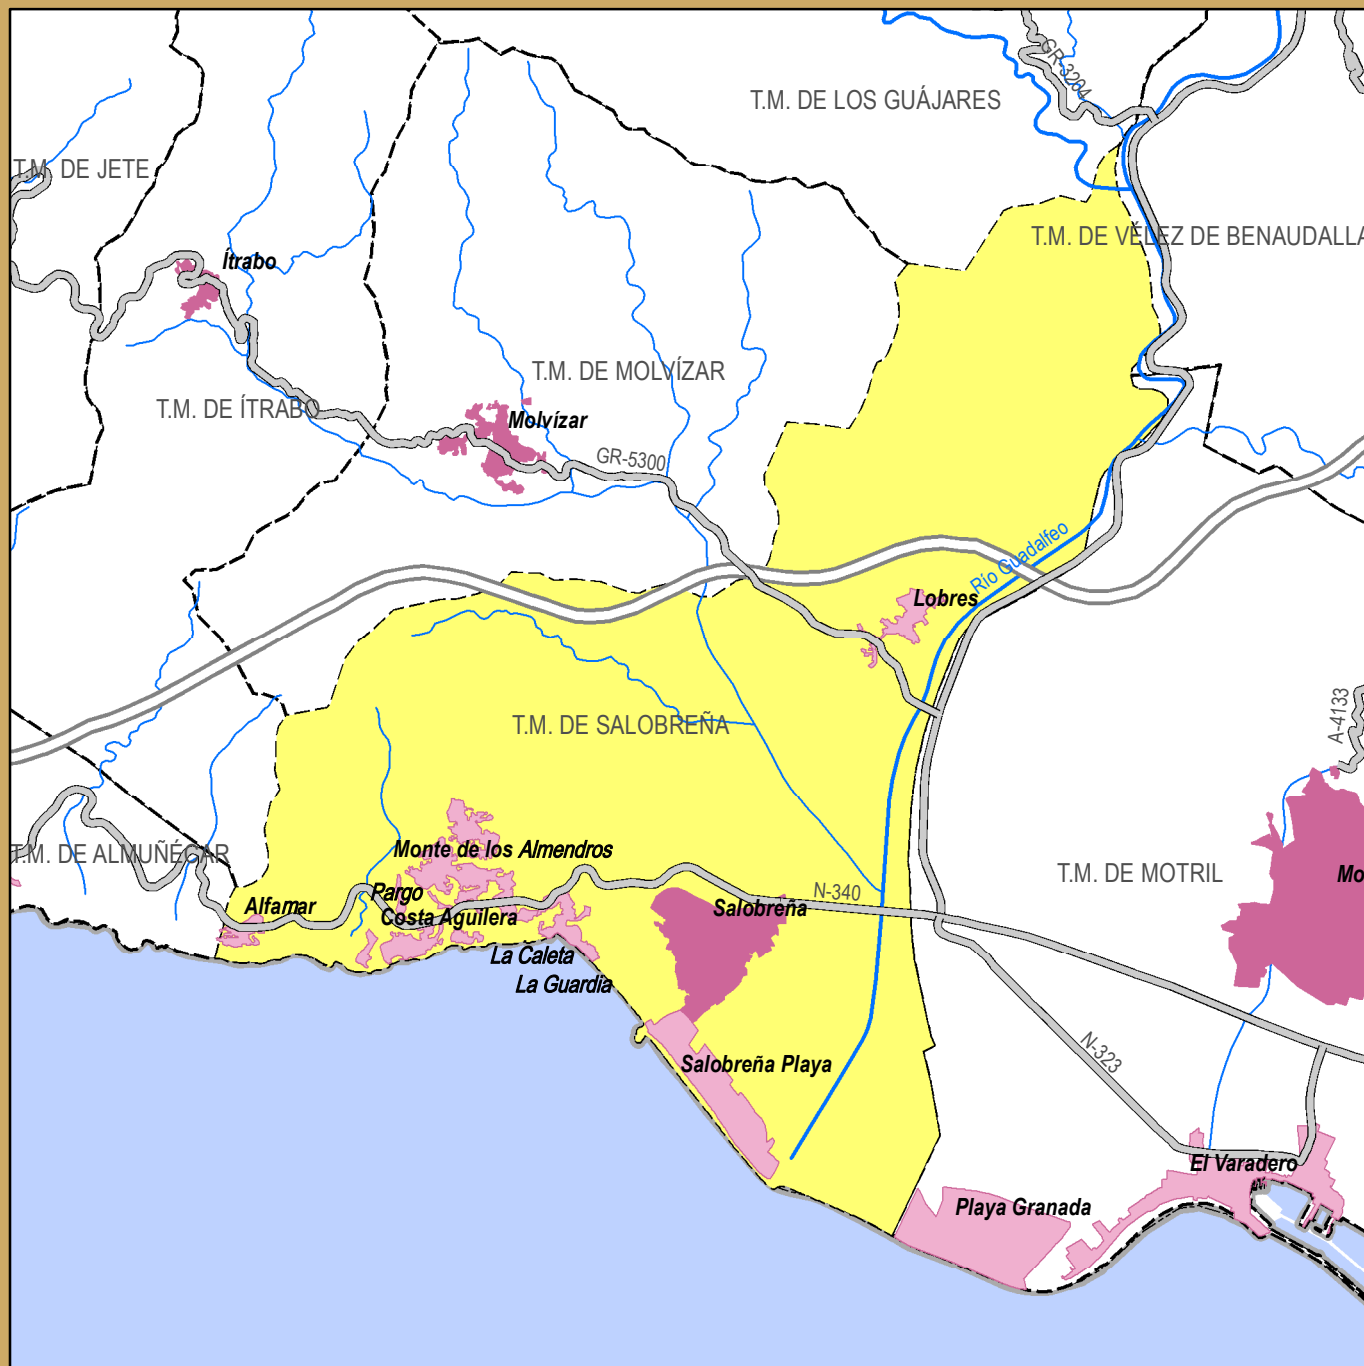 GR-3204
T.M. DE LOS GUÁJARES
T.M. DE JETE
T.M. DE VÉLEZ DE BENAUDALLA
Ítrabo
T.M. DE MOLVÍZAR
T.M. DE ÍTRABO
Molvízar
GR-5300
Río Guadalfeo
Lobres
A-4133
T.M. DE SALOBREÑA
T.M. DE ALMUÑÉCAR
Monte de los Almendros
T.M. DE MOTRIL
Mo
Pargo
N-340
Alfamar
Costa Aguilera
Salobreña
La Caleta
La Guardia
N-323
Salobreña Playa
El Varadero
Playa Granada